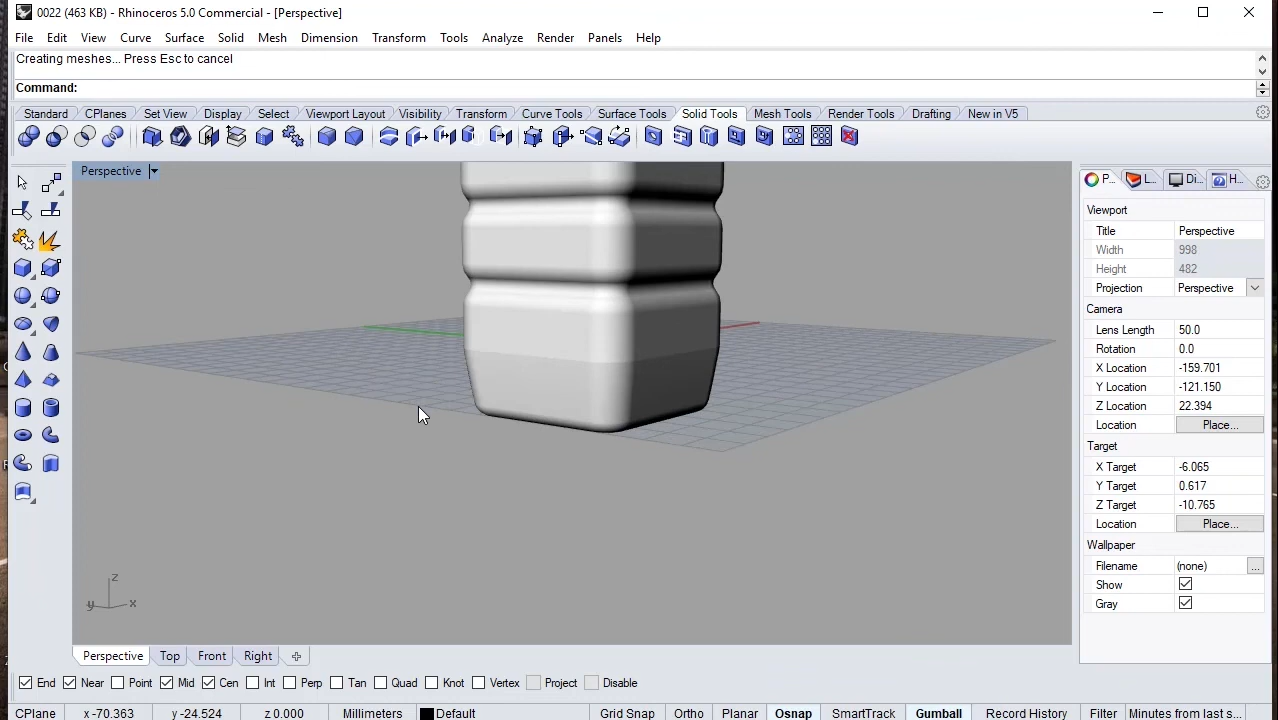 0022 (463 KB) - Rhinoceros 5.0 Commercial - [Perspective]
File Edit View Curve Surface Solid Mesh Dimension Transform Tools Analyze Render Panels Help
Creating meshes... Press Esc to cancel
Command:
Standard CPlanes Set View Display Select Viewport Layout Visibility Transform Curve Tools Surface Tools Solid Tools Mesh Tools Render Tools Drafting New in V5
Perspective
P... L... Di... H...
Viewport
Title Perspective
Width 998
Height 482
Projection Perspective
Camera
Lens Length 50.0
Rotation 0.0
X Location -159.701
Y Location -121.150
Z Location 22.394
Location Place...
Target
X Target -6.065
Y Target 0.617
Z Target -10.765
Location Place...
Wallpaper
Filename (none) ...
Show
Gray
z
y x
Perspective Top Front Right
End Near Point Mid Cen Int Perp Tan Quad Knot Vertex Project Disable
CPlane x -70.363 y -24.524 z 0.000 Millimeters Default Grid Snap Ortho Planar Osnap SmartTrack Gumball Record History Filter Minutes from last s...